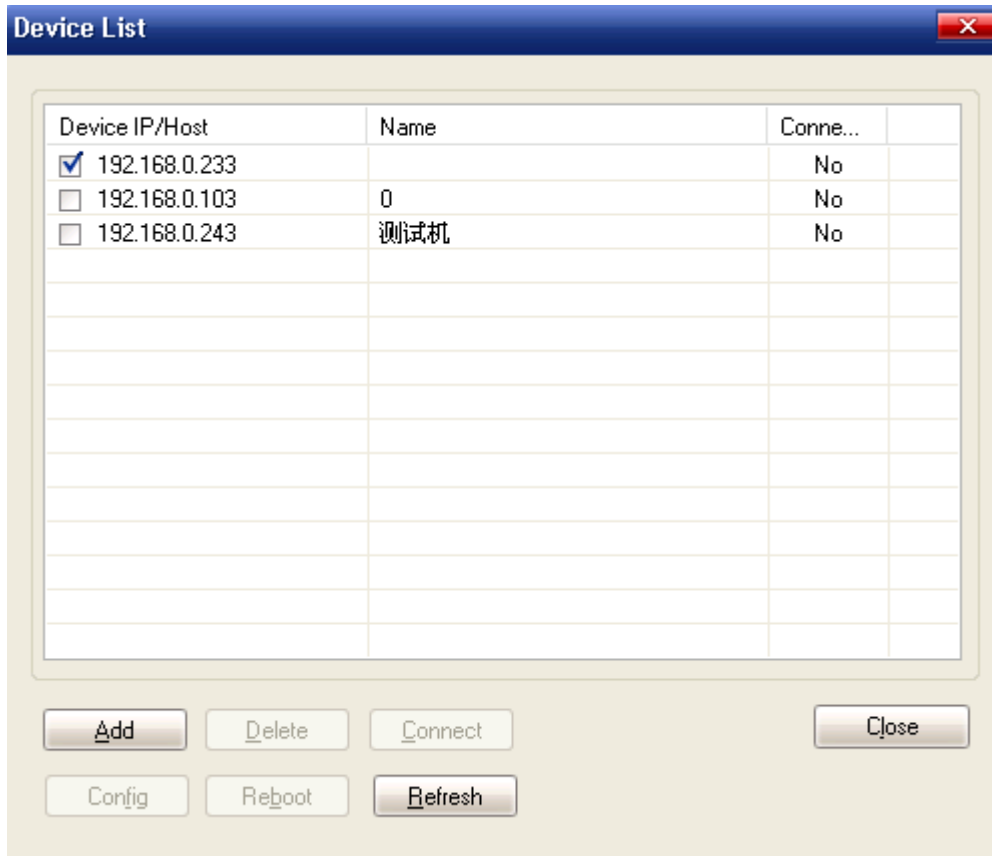 Device List
Device IP/Host Name Conne...
192.168.0.233 No
192.168.0.103 0 No
192.168.0.243 测试机 No
Add Delete Connect Close
Config Reboot Refresh